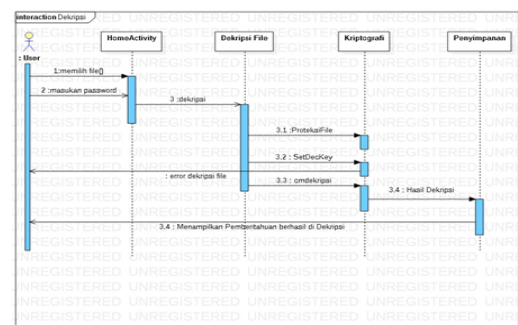 interaction Dekripsi
HomeActivity
Dekripsi File
Kriptografi
Penyimpanan
: User
1:memilih file()
2 :masukan password
3 :dekripsi
3.1 :ProteksiFile
3.2 : SetDecKey
: error dekripsi file
3.3 : cmdekripsi
3.4 : Hasil Dekripsi
3.4 : Menampilkan Pemberitahuan berhasil di Dekripsi
UNREGISTERED